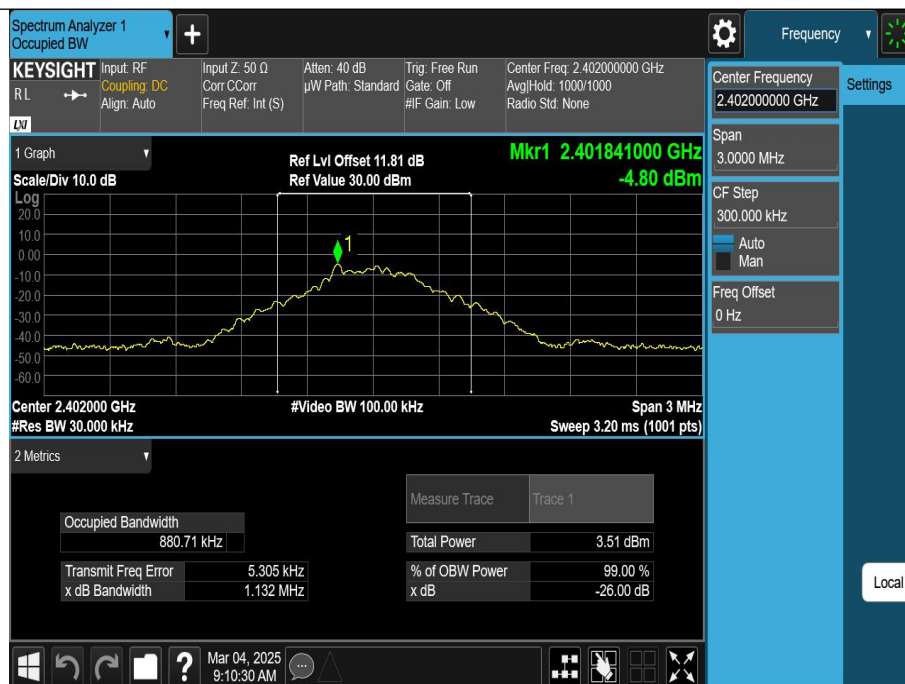 Spectrum Analyzer 1
Occupied BW
+
Frequency
KEYSIGHT
RL
LXI
Input: RF
Coupling: DC
Align: Auto
Input Z: 50 Ω
Corr CCorr
Freq Ref: Int (S)
Atten: 40 dB
µW Path: Standard
Trig: Free Run
Gate: Off
#IF Gain: Low
Center Freq: 2.402000000 GHz
Avg|Hold: 1000/1000
Radio Std: None
Center Frequency
2.402000000 GHz
Settings
Span
3.0000 MHz
CF Step
300.000 kHz
Auto
Man
Freq Offset
0 Hz
Local
1 Graph
Scale/Div 10.0 dB
Ref Lvl Offset 11.81 dB
Ref Value 30.00 dBm
Mkr1 2.401841000 GHz
-4.80 dBm
Log
20.0
10.0
0.00
-10.0
-20.0
-30.0
-40.0
-50.0
-60.0
1
Center 2.402000 GHz
#Res BW 30.000 kHz
#Video BW 100.00 kHz
Span 3 MHz
Sweep 3.20 ms (1001 pts)
2 Metrics
Measure Trace
Trace 1
Occupied Bandwidth
880.71 kHz
Total Power
3.51 dBm
Transmit Freq Error
5.305 kHz
% of OBW Power
99.00 %
x dB Bandwidth
1.132 MHz
x dB
-26.00 dB
?
Mar 04, 2025
9:10:30 AM